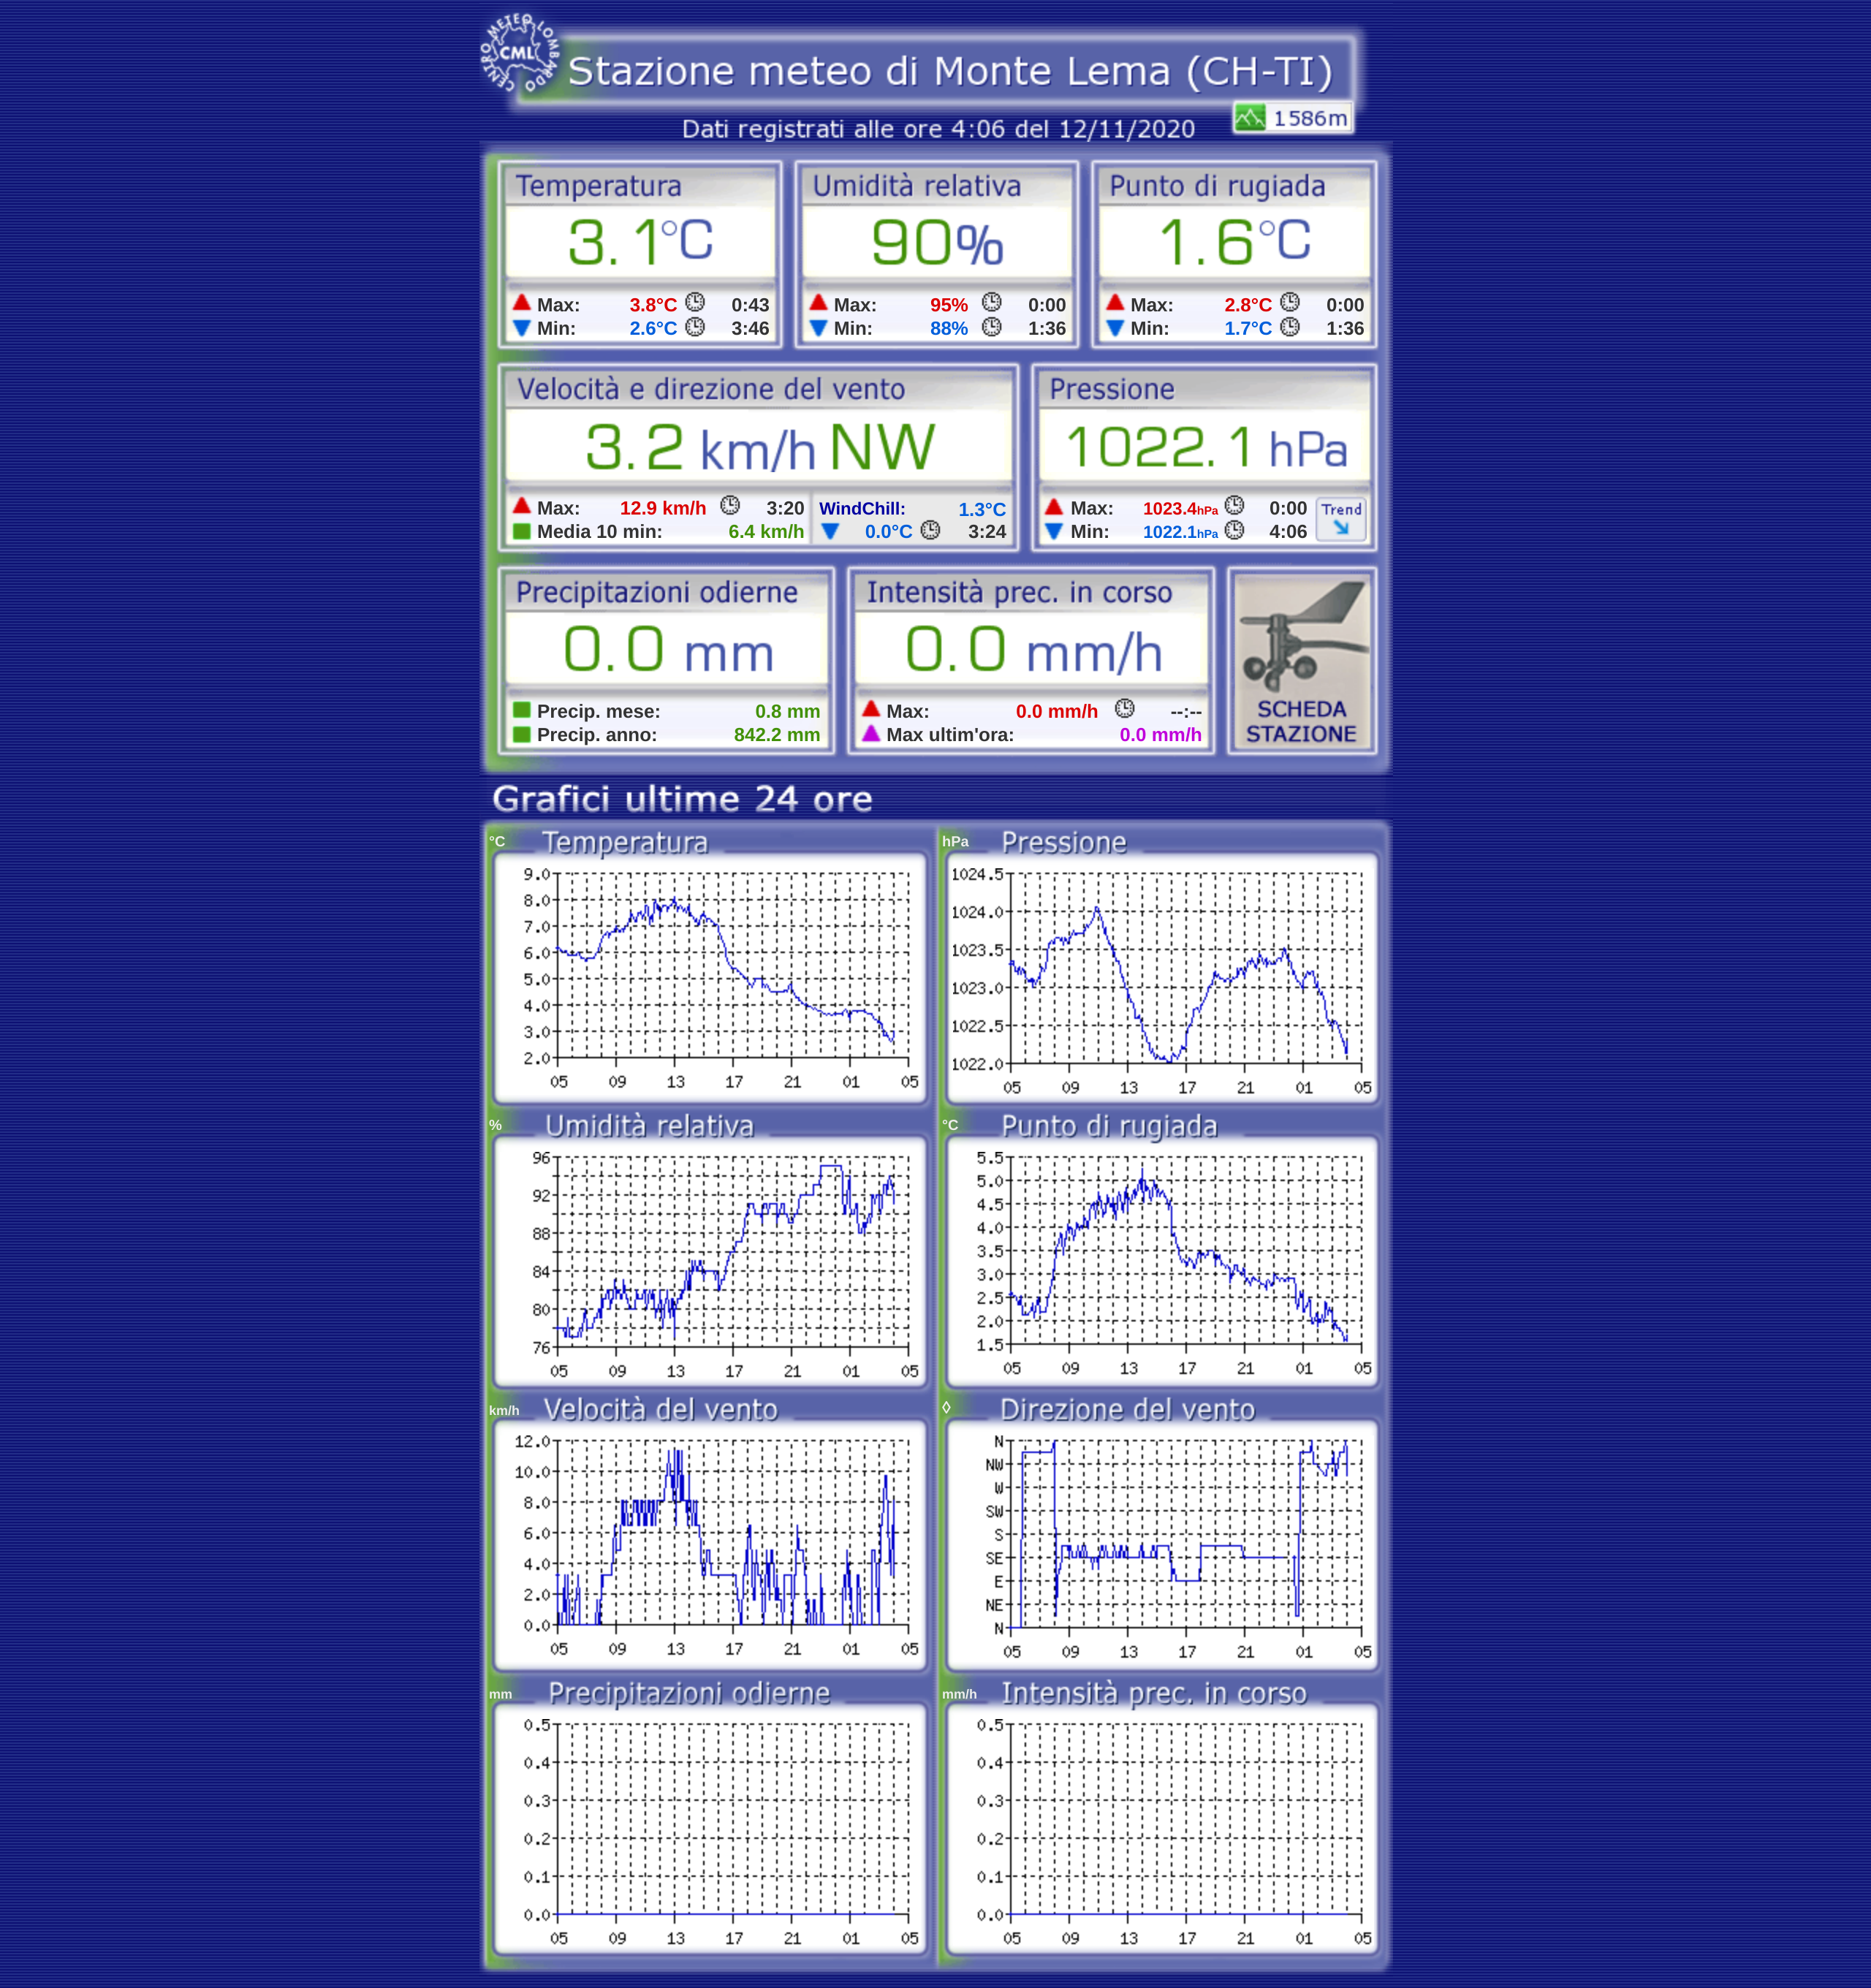 CENTRO METEO LOMBARDO
CML
Stazione meteo di Monte Lema (CH-TI)
1586m
Dati registrati alle ore 4:06 del 12/11/2020
Temperatura
3.1°C
Max: 3.8°C 0:43
Min: 2.6°C 3:46
Umidità relativa
90%
Max: 95% 0:00
Min: 88% 1:36
Punto di rugiada
1.6°C
Max: 2.8°C 0:00
Min: 1.7°C 1:36
Velocità e direzione del vento
3.2 km/h NW
Max: 12.9 km/h 3:20
Media 10 min: 6.4 km/h
WindChill: 1.3°C
0.0°C 3:24
Pressione
1022.1 hPa
Max: 1023.4hPa 0:00
Min: 1022.1hPa 4:06
Trend
Precipitazioni odierne
0.0 mm
Precip. mese: 0.8 mm
Precip. anno: 842.2 mm
Intensità prec. in corso
0.0 mm/h
Max: 0.0 mm/h --:--
Max ultim'ora: 0.0 mm/h
SCHEDA
STAZIONE
Grafici ultime 24 ore
°C Temperatura
9.0
8.0
7.0
6.0
5.0
4.0
3.0
2.0
05 09 13 17 21 01 05
hPa Pressione
1024.5
1024.0
1023.5
1023.0
1022.5
1022.0
05 09 13 17 21 01 05
% Umidità relativa
96
92
88
84
80
76
05 09 13 17 21 01 05
°C Punto di rugiada
5.5
5.0
4.5
4.0
3.5
3.0
2.5
2.0
1.5
05 09 13 17 21 01 05
km/h Velocità del vento
12.0
10.0
8.0
6.0
4.0
2.0
0.0
05 09 13 17 21 01 05
◊ Direzione del vento
N
NW
W
SW
S
SE
E
NE
N
05 09 13 17 21 01 05
mm Precipitazioni odierne
0.5
0.4
0.3
0.2
0.1
0.0
05 09 13 17 21 01 05
mm/h Intensità prec. in corso
0.5
0.4
0.3
0.2
0.1
0.0
05 09 13 17 21 01 05